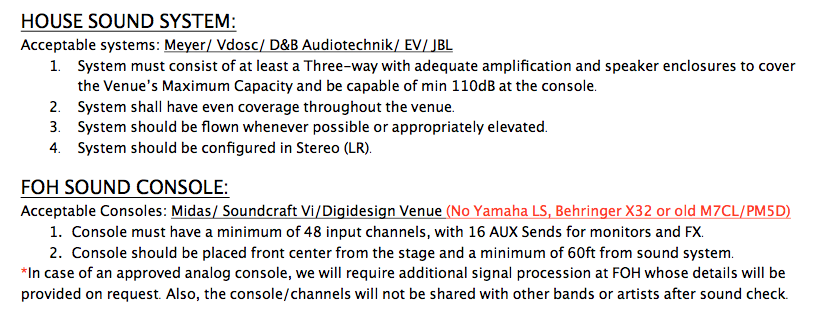 HOUSE SOUND SYSTEM:
Acceptable systems: Meyer/ Vdosc/ D&B Audiotechnik/ EV/ JBL
1. System must consist of at least a Three-way with adequate amplification and speaker enclosures to cover
the Venue's Maximum Capacity and be capable of min 110dB at the console.
2. System shall have even coverage throughout the venue.
3. System should be flown whenever possible or appropriately elevated.
4. System should be configured in Stereo (LR).
FOH SOUND CONSOLE:
Acceptable Consoles: Midas/ Soundcraft Vi/Digidesign Venue (No Yamaha LS, Behringer X32 or old M7CL/PM5D)
1. Console must have a minimum of 48 input channels, with 16 AUX Sends for monitors and FX.
2. Console should be placed front center from the stage and a minimum of 60ft from sound system.
*In case of an approved analog console, we will require additional signal procession at FOH whose details will be
provided on request. Also, the console/channels will not be shared with other bands or artists after sound check.